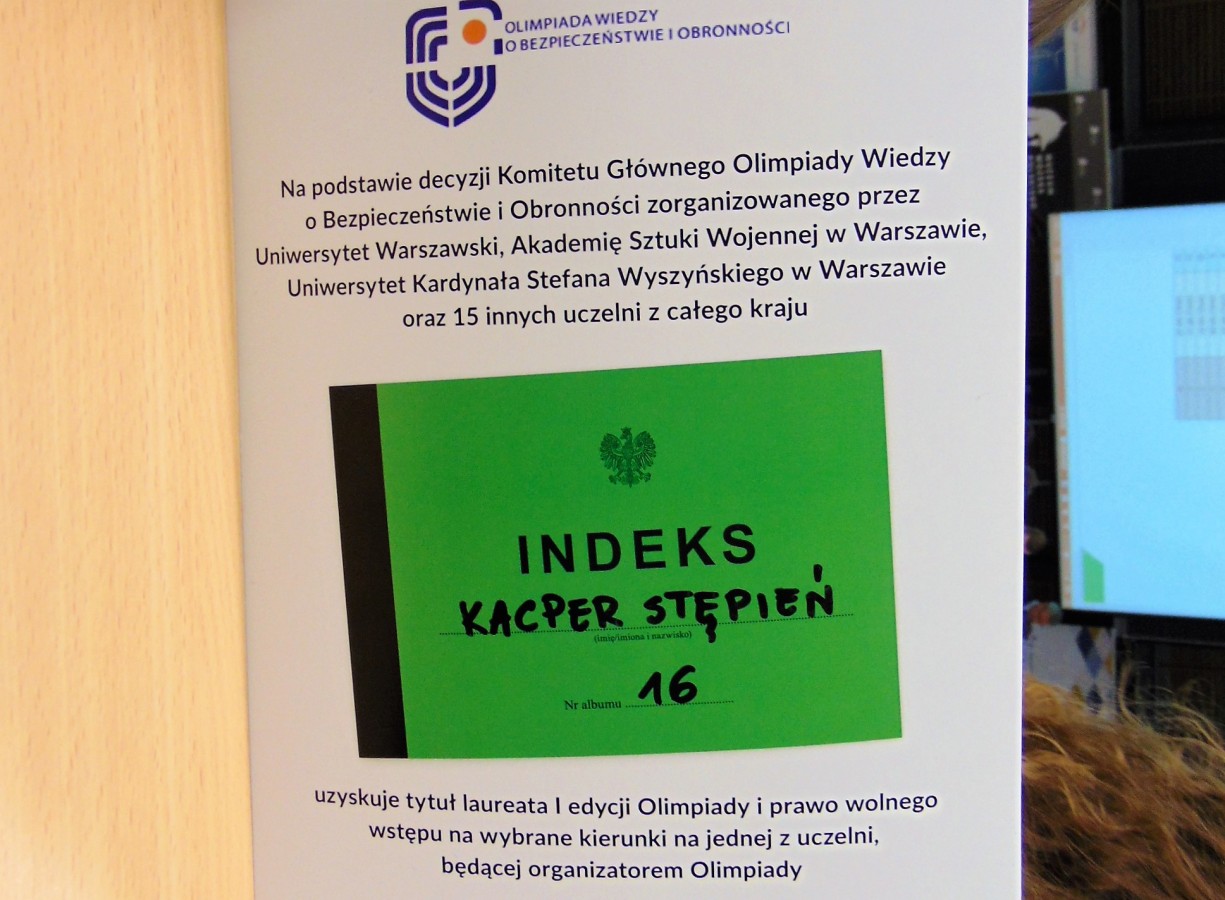 OLIMPIADA WIEDZY
O BEZPIECZEŃSTWIE I OBRONNOŚCI
Na podstawie decyzji Komitetu Głównego Olimpiady Wiedzy
o Bezpieczeństwie i Obronności zorganizowanego przez
Uniwersytet Warszawski, Akademię Sztuki Wojennej w Warszawie,
Uniwersytet Kardynała Stefana Wyszyńskiego w Warszawie
oraz 15 innych uczelni z całego kraju
INDEKS
KACPER STĘPIEŃ
(imię/imiona i nazwisko)
Nr albumu 16
uzyskuje tytuł laureata I edycji Olimpiady i prawo wolnego
wstępu na wybrane kierunki na jednej z uczelni,
będącej organizatorem Olimpiady